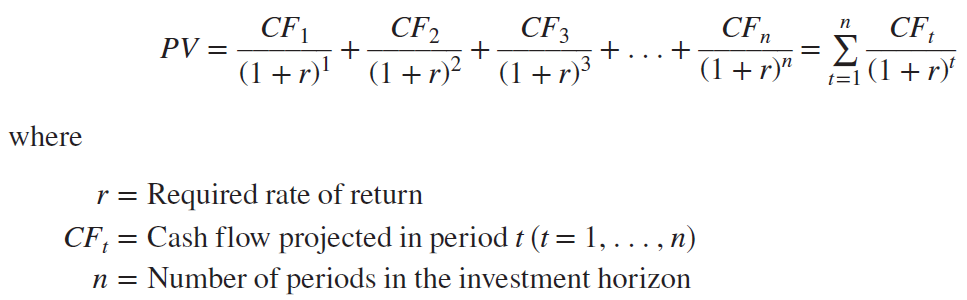 PV = CF₁/(1 + r)¹ + CF₂/(1 + r)² + CF₃/(1 + r)³ + . . . + CFₙ/(1 + r)ⁿ = ∑ₜ₌₁ⁿ CFₜ/(1 + r)ᵗ
where
r = Required rate of return
CFₜ = Cash flow projected in period t (t = 1, . . . , n)
n = Number of periods in the investment horizon